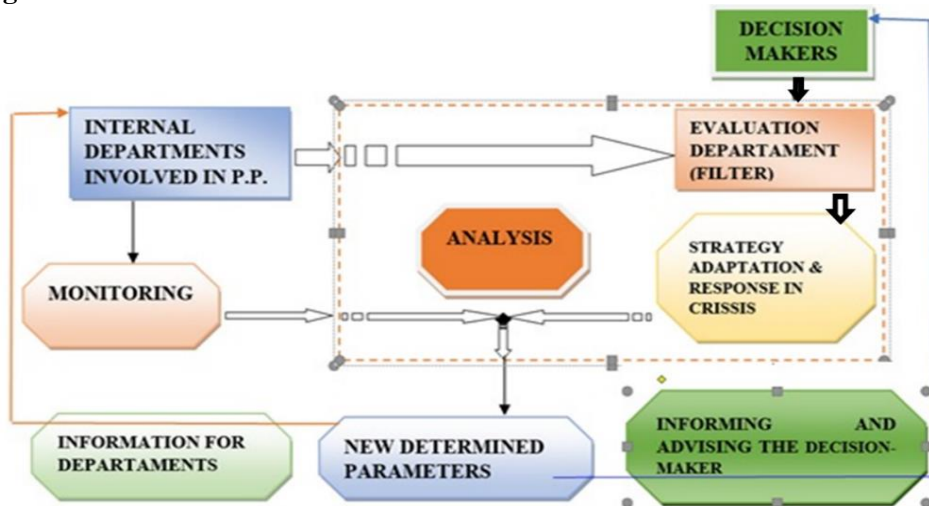 DECISION
MAKERS
INTERNAL
DEPARTMENTS
INVOLVED IN P.P.
EVALUATION
DEPARTAMENT
(FILTER)
ANALYSIS
STRATEGY
ADAPTATION &
RESPONSE IN
CRISSIS
MONITORING
INFORMATION FOR
DEPARTAMENTS
NEW DETERMINED
PARAMETERS
INFORMING AND
ADVISING THE DECISION-
MAKER